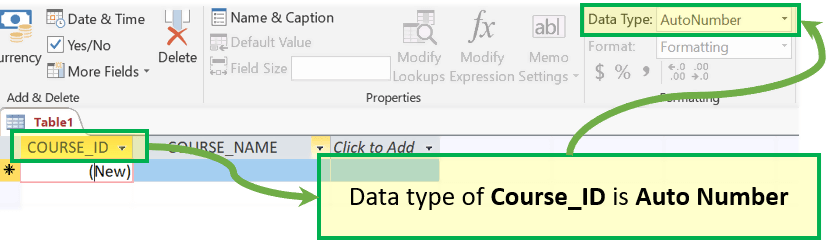 Date & Time
Name & Caption
Data Type: AutoNumber
urrency
Yes/No
Delete
Default Value
Modify Lookups
fx
Modify Expression
ab|
Memo Settings
Format: Formatting
More Fields
Field Size
$ % , ←.0 .00 .00 →.0
Add & Delete
Properties
Formatting
Table1
COURSE_ID
COURSE_NAME
Click to Add
* (New)
Data type of Course_ID is Auto Number